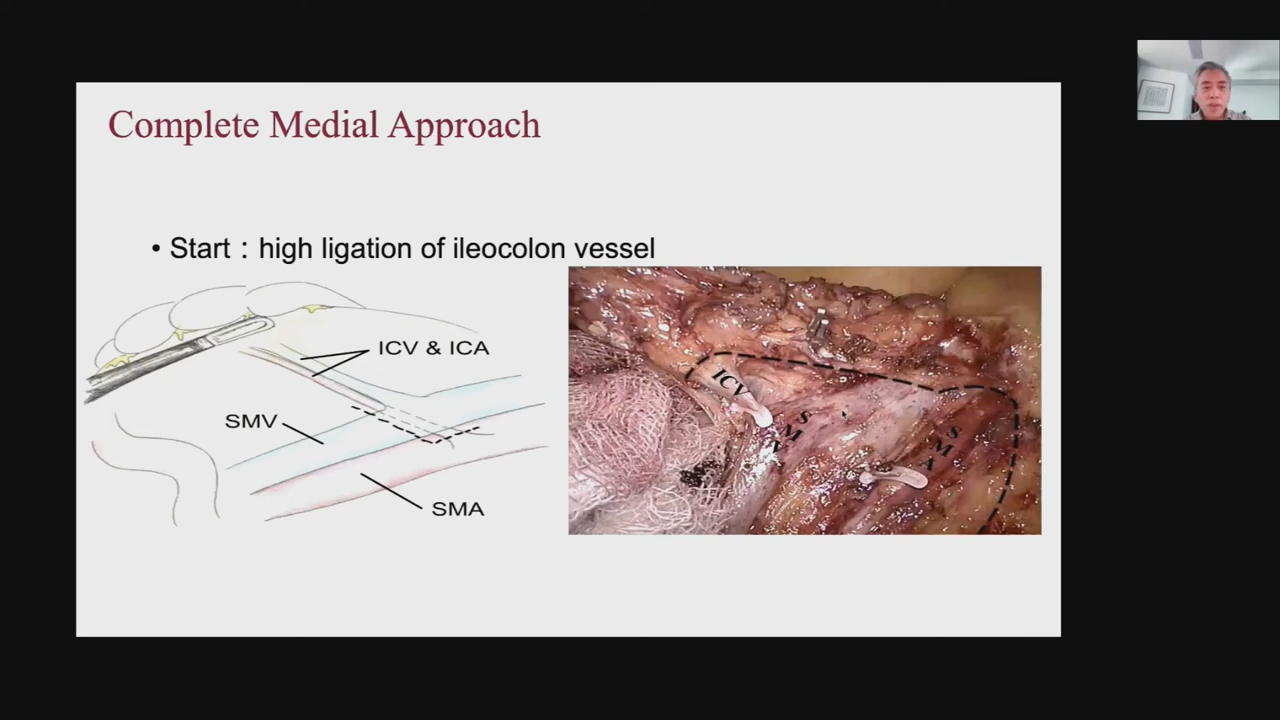 Complete Medial Approach
• Start：high ligation of ileocolon vessel
ICV & ICA
SMV
SMA
ICV
SMV
SMA